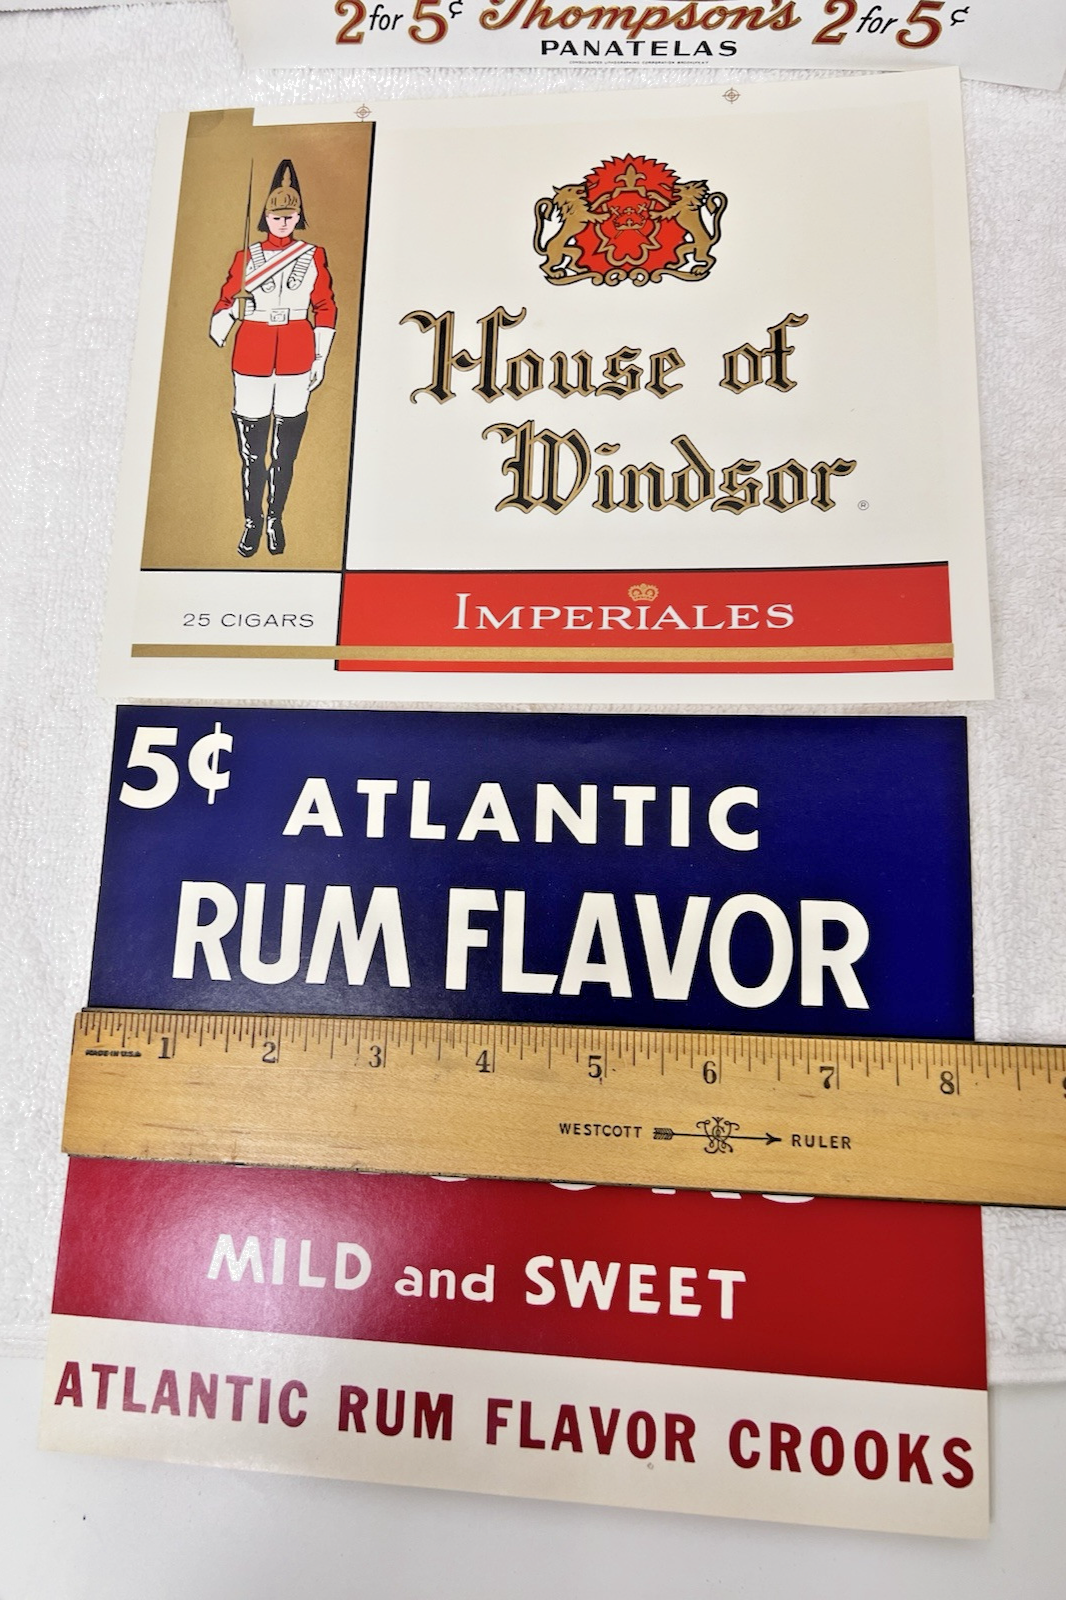 2 for 5¢ Thompson's 2 for 5¢
PANATELAS
House of
Windsor®
25 CIGARS
IMPERIALES
5¢
ATLANTIC
RUM FLAVOR
MADE IN U.S.A.
1 2 3 4 5 6 7 8
WESTCOTT RULER
MILD and SWEET
ATLANTIC RUM FLAVOR CROOKS